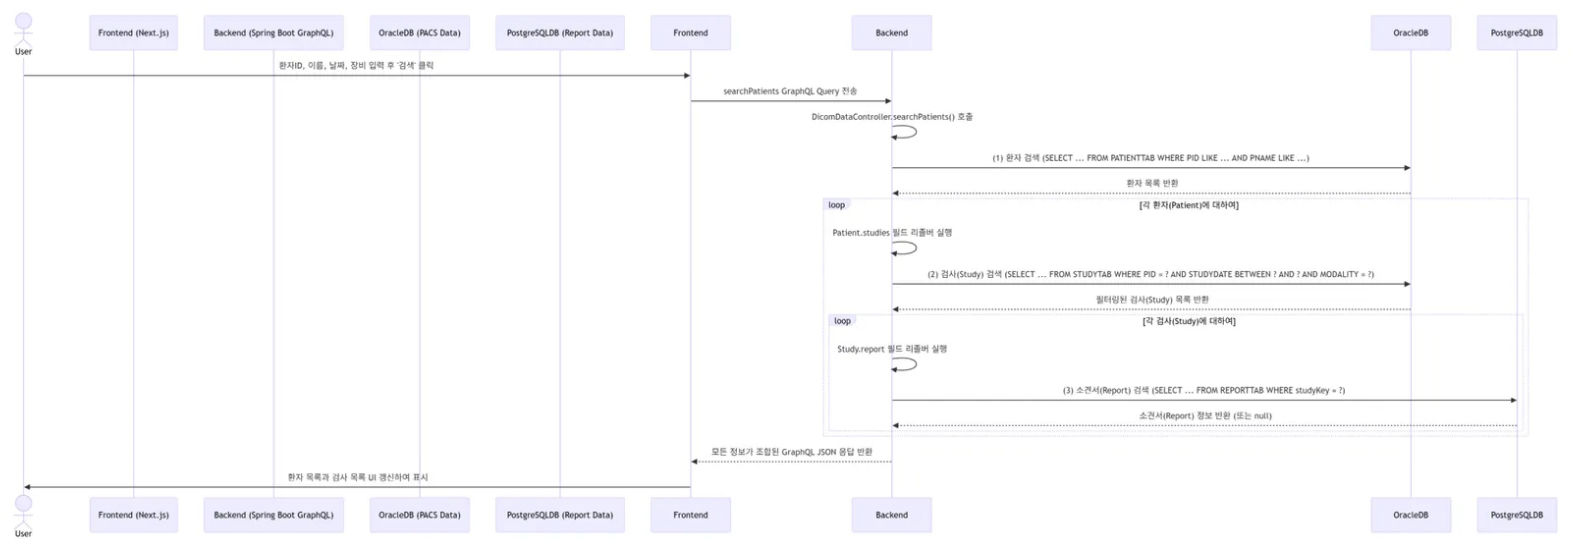 Frontend (Next.js)
Backend (Spring Boot GraphQL)
OracleDB (PACS Data)
PostgreSQLDB (Report Data)
Frontend
Backend
OracleDB
PostgreSQLDB
User
환자ID, 이름, 날짜, 장비 입력 후 '검색' 클릭
searchPatients GraphQL Query 전송
DicomDataController.searchPatients() 호출
(1) 환자 검색 (SELECT ... FROM PATIENTTAB WHERE PID LIKE ... AND PNAME LIKE ...)
환자 목록 반환
loop
[각 환자(Patient)에 대하여]
Patient.studies 필드 리졸버 실행
(2) 검사(Study) 검색 (SELECT ... FROM STUDYTAB WHERE PID = ? AND STUDYDATE BETWEEN ? AND ? AND MODALITY = ?)
필터링된 검사(Study) 목록 반환
loop
[각 검사(Study)에 대하여]
Study.report 필드 리졸버 실행
(3) 소견서(Report) 검색 (SELECT ... FROM REPORTTAB WHERE studyKey = ?)
소견서(Report) 정보 반환 (또는 null)
모든 정보가 조합된 GraphQL JSON 응답 반환
환자 목록과 검사 목록 UI 갱신하여 표시
Frontend (Next.js)
Backend (Spring Boot GraphQL)
OracleDB (PACS Data)
PostgreSQLDB (Report Data)
Frontend
Backend
OracleDB
PostgreSQLDB
User